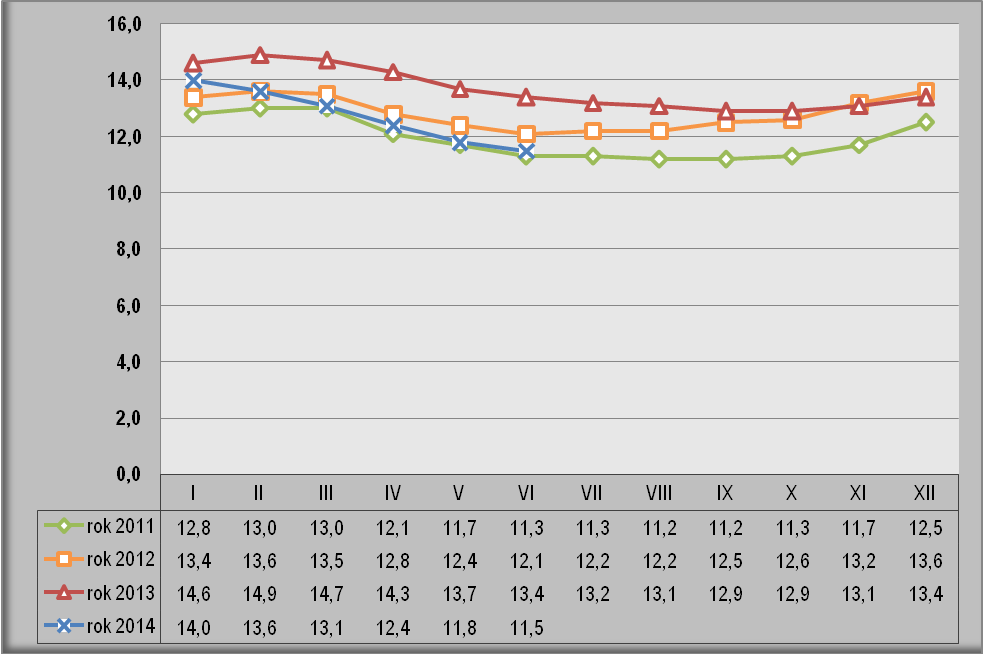 16,0
14,0
12,0
10,0
8,0
6,0
4,0
2,0
0,0
I II III IV V VI VII VIII IX X XI XII
rok 2011 12,8 13,0 13,0 12,1 11,7 11,3 11,3 11,2 11,2 11,3 11,7 12,5
rok 2012 13,4 13,6 13,5 12,8 12,4 12,1 12,2 12,2 12,5 12,6 13,2 13,6
rok 2013 14,6 14,9 14,7 14,3 13,7 13,4 13,2 13,1 12,9 12,9 13,1 13,4
rok 2014 14,0 13,6 13,1 12,4 11,8 11,5